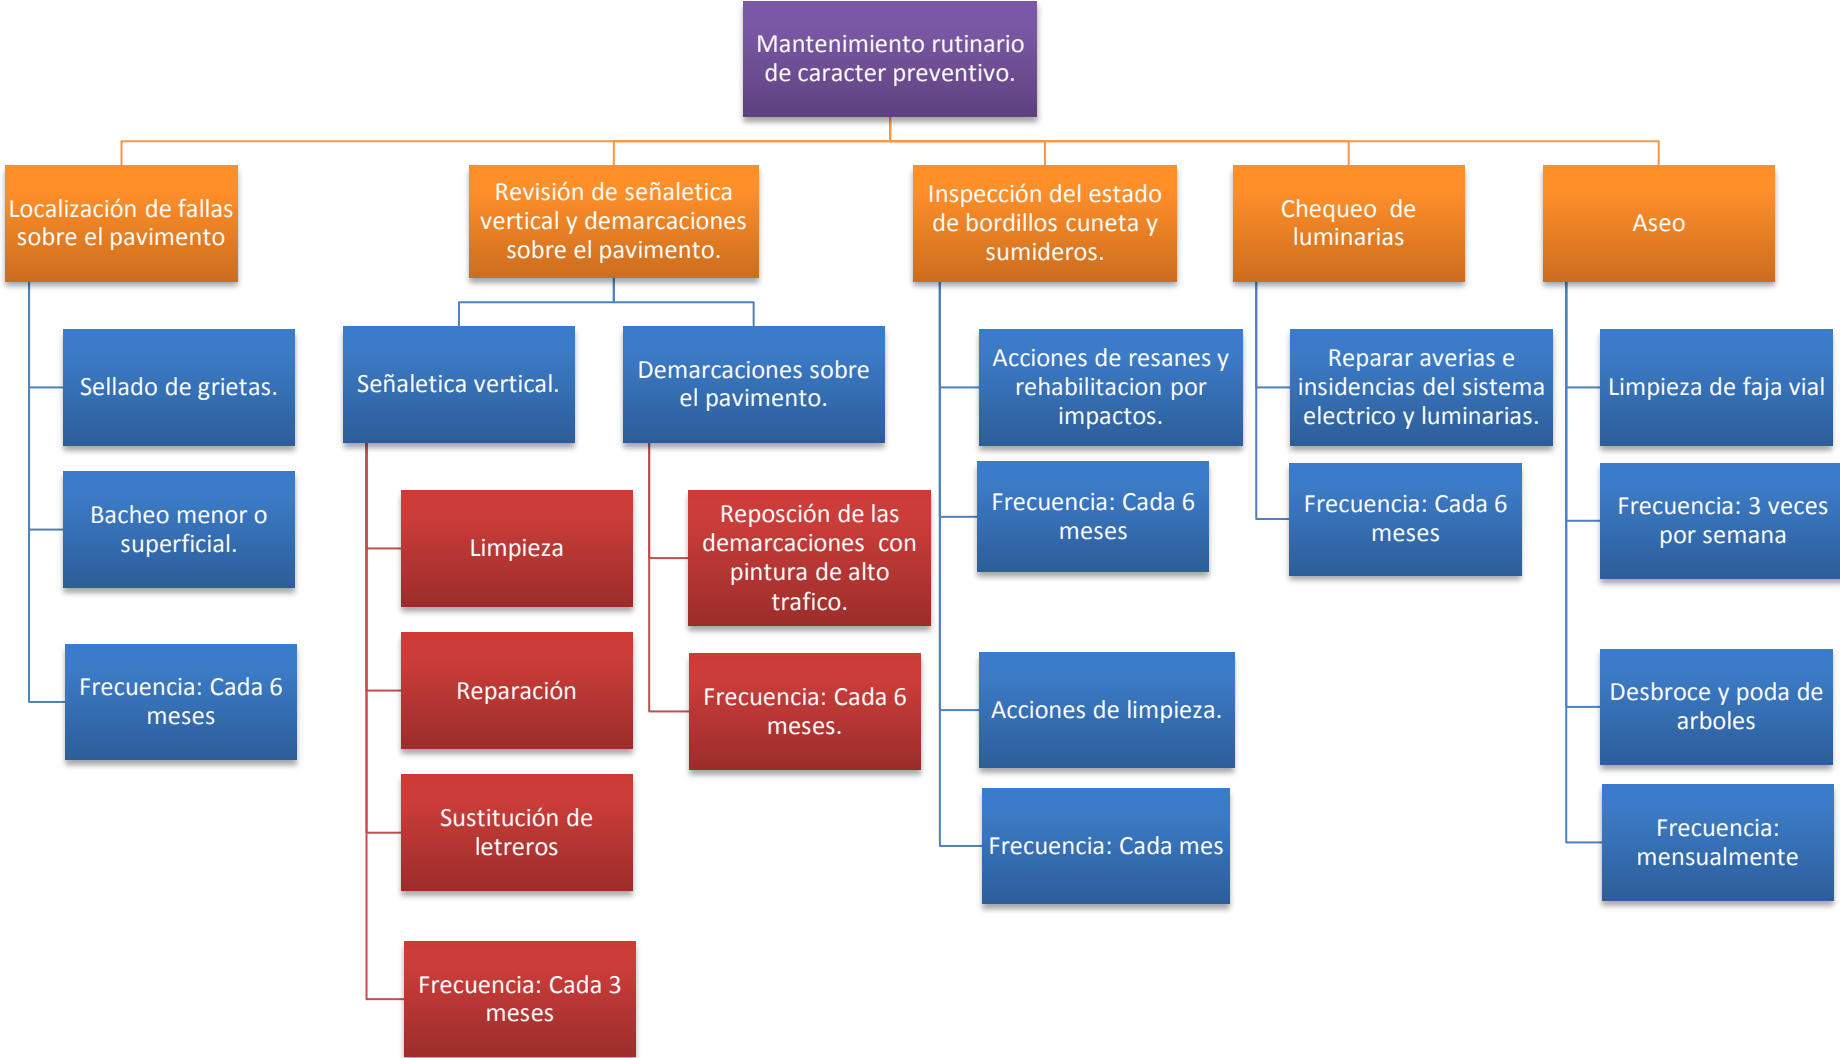 Mantenimiento rutinario
de caracter preventivo.
Localización de fallas
sobre el pavimento
Sellado de grietas.
Bacheo menor o
superficial.
Frecuencia: Cada 6
meses
Revisión de señaletica
vertical y demarcaciones
sobre el pavimento.
Señaletica vertical.
Limpieza
Reparación
Sustitución de
letreros
Frecuencia: Cada 3
meses
Demarcaciones sobre
el pavimento.
Reposción de las
demarcaciones con
pintura de alto
trafico.
Frecuencia: Cada 6
meses.
Inspección del estado
de bordillos cuneta y
sumideros.
Acciones de resanes y
rehabilitacion por
impactos.
Frecuencia: Cada 6
meses
Acciones de limpieza.
Frecuencia: Cada mes
Chequeo de
luminarias
Reparar averias e
insidencias del sistema
electrico y luminarias.
Frecuencia: Cada 6
meses
Aseo
Limpieza de faja vial
Frecuencia: 3 veces
por semana
Desbroce y poda de
arboles
Frecuencia:
mensualmente